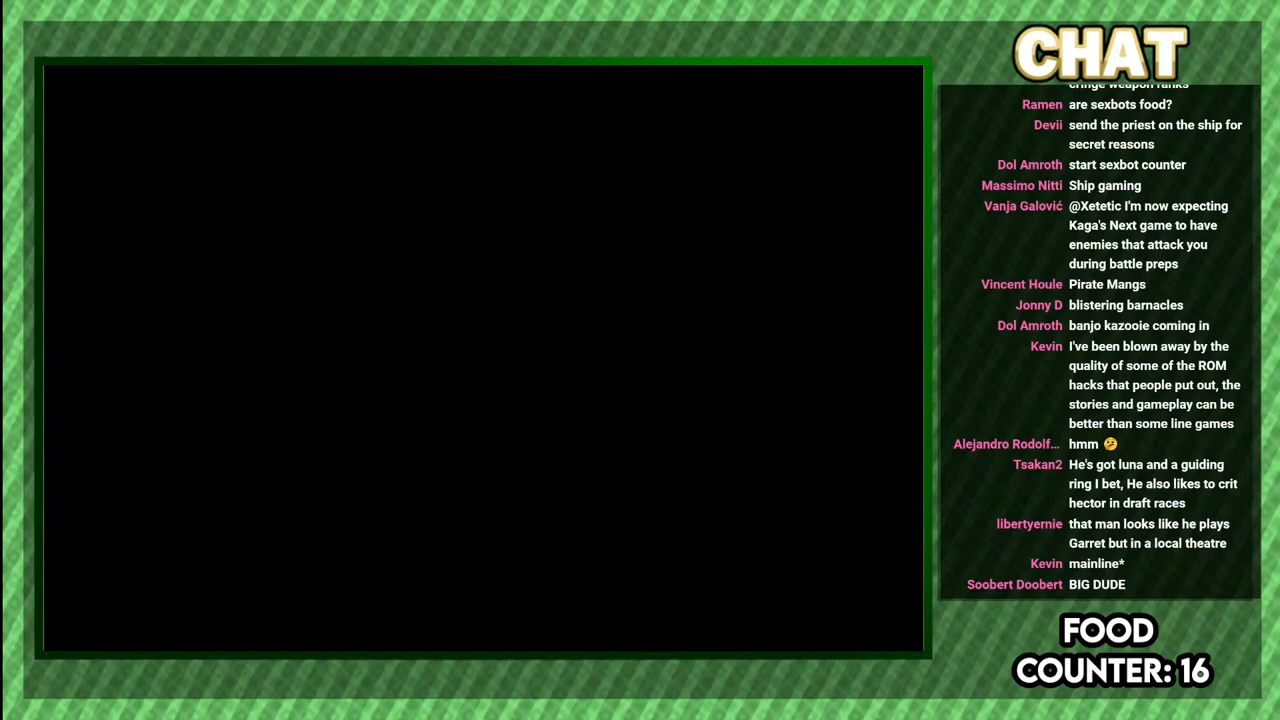 CHAT
cringe weapon ranks
Ramen are sexbots food?
Devii send the priest on the ship for
secret reasons
Dol Amroth start sexbot counter
Massimo Nitti Ship gaming
Vanja Galović @Xetetic I'm now expecting
Kaga's Next game to have
enemies that attack you
during battle preps
Vincent Houle Pirate Mangs
Jonny D blistering barnacles
Dol Amroth banjo kazooie coming in
Kevin I've been blown away by the
quality of some of the ROM
hacks that people put out, the
stories and gameplay can be
better than some line games
Alejandro Rodolf... hmm 🤔
Tsakan2 He's got luna and a guiding
ring I bet, He also likes to crit
hector in draft races
libertyernie that man looks like he plays
Garret but in a local theatre
Kevin mainline*
Soobert Doobert BIG DUDE
FOOD
COUNTER: 16